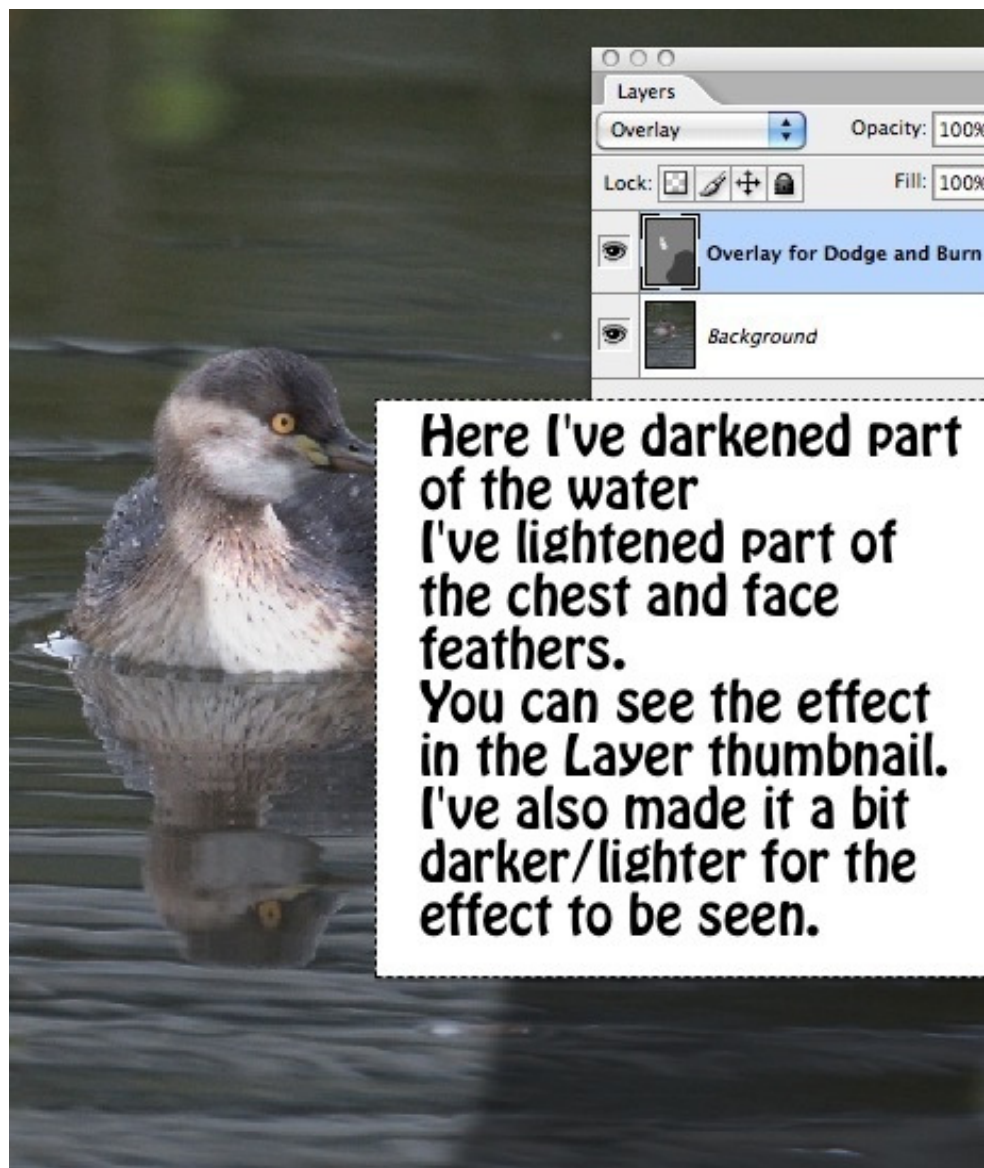 Layers
Overlay
Opacity: 100%
Lock:
Fill: 100%
Overlay for Dodge and Burn
Background
Here I've darkened part
of the water
I've lightened part of
the chest and face
feathers.
You can see the effect
in the Layer thumbnail.
I've also made it a bit
darker/lighter for the
effect to be seen.